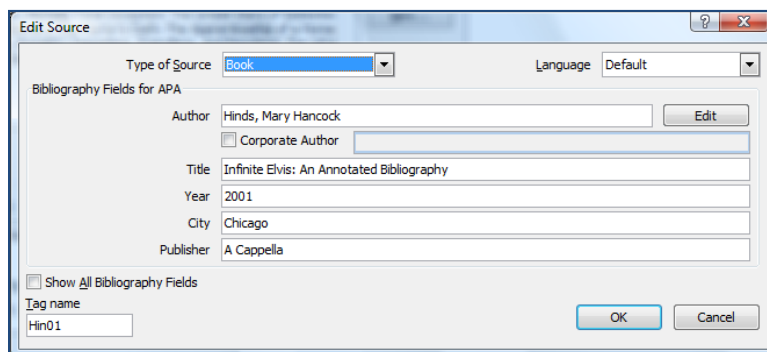 Edit Source
Type of Source Book Language Default
Bibliography Fields for APA
Author Hinds, Mary Hancock Edit
Corporate Author
Title Infinite Elvis: An Annotated Bibliography
Year 2001
City Chicago
Publisher A Cappella
Show All Bibliography Fields
Tag name
Hin01
OK Cancel